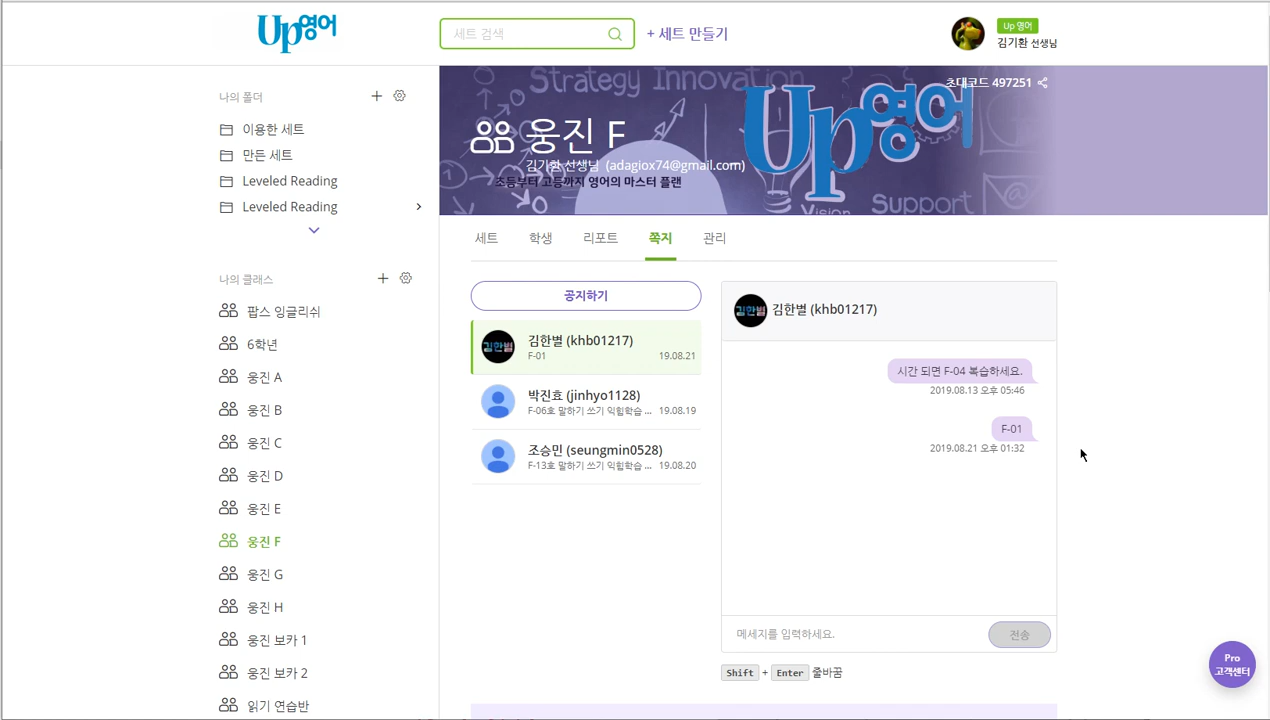 Up영어
세트 검색
+ 세트 만들기
Up 영어
김기환 선생님
나의 폴더
이용한 세트
만든 세트
Leveled Reading
Leveled Reading
나의 클래스
팝스 잉글리쉬
6학년
웅진 A
웅진 B
웅진 C
웅진 D
웅진 E
웅진 F
웅진 G
웅진 H
웅진 보카 1
웅진 보카 2
읽기 연습반
Strategy Innovation
초대코드 497251
Up영어
웅진 F
김기환 선생님 (adagiox74@gmail.com)
초등부터 고등까지 영어의 마스터 플랜
Vision Support
세트 학생 리포트 쪽지 관리
공지하기
김한별 (khb01217)
F-01 19.08.21
박진효 (jinhyo1128)
F-06호 말하기 쓰기 익힘학습 ... 19.08.19
조승민 (seungmin0528)
F-13호 말하기 쓰기 익힘학습 ... 19.08.20
김한별
김한별 (khb01217)
시간 되면 F-04 복습하세요.
2019.08.13 오후 05:46
F-01
2019.08.21 오후 01:32
메세지를 입력하세요.
전송
Shift + Enter 줄바꿈
Pro
고객센터